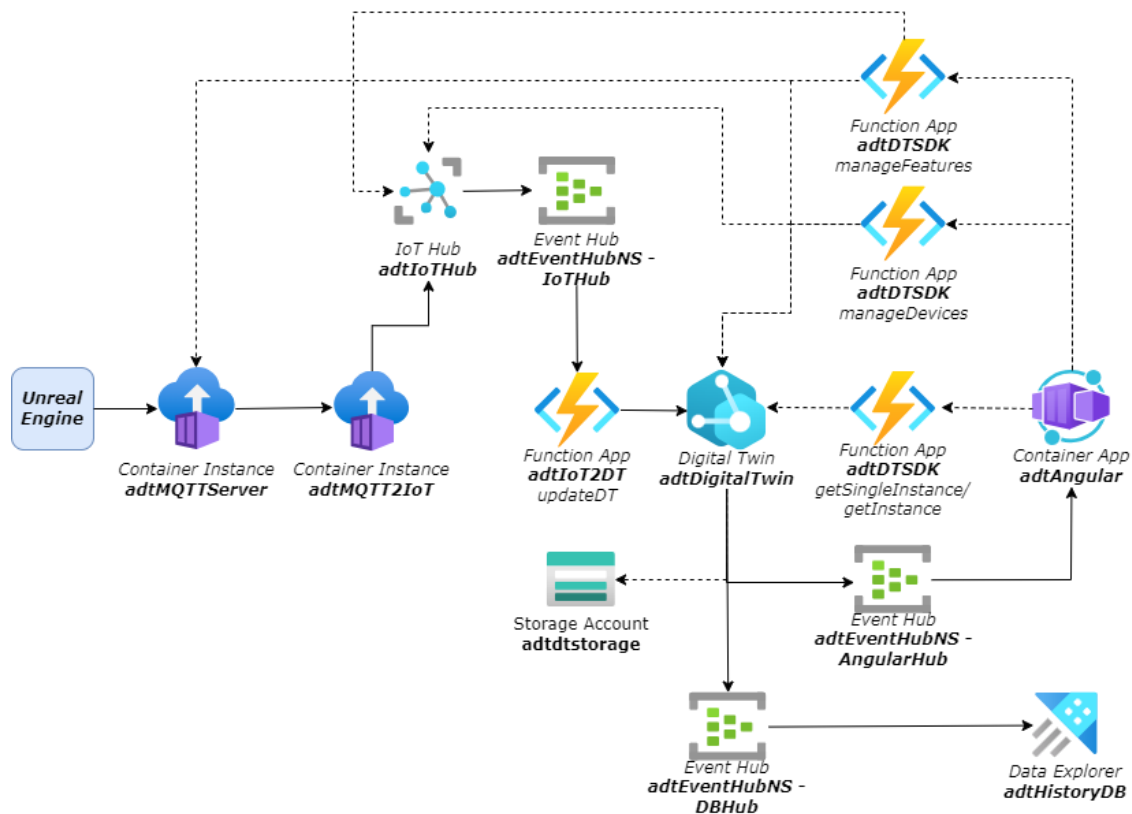 Function App
adtDTSDK
manageFeatures
IoT Hub
adtIoTHub
Event Hub
adtEventHubNS -
IoTHub
Function App
adtDTSDK
manageDevices
Unreal
Engine
Container Instance
adtMQTTServer
Container Instance
adtMQTT2IoT
Function App
adtIoT2DT
updateDT
Digital Twin
adtDigitalTwin
Function App
adtDTSDK
getSingleInstance/
getInstance
Container App
adtAngular
Storage Account
adtdtstorage
Event Hub
adtEventHubNS -
AngularHub
Event Hub
adtEventHubNS -
DBHub
Data Explorer
adtHistoryDB